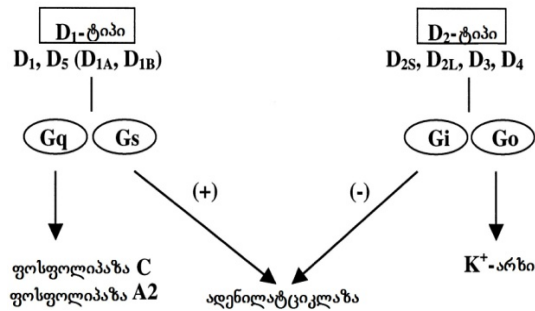 D₁-ტიპი
D₁, D₅ (D₁A, D₁B)
Gq Gs
D₂-ტიპი
D₂S, D₂L, D₃, D₄
Gi Go
(+)
(-)
ფოსფოლიპაზა C
ფოსფოლიპაზა A2
ადენილატციკლაზა
K⁺-არხი